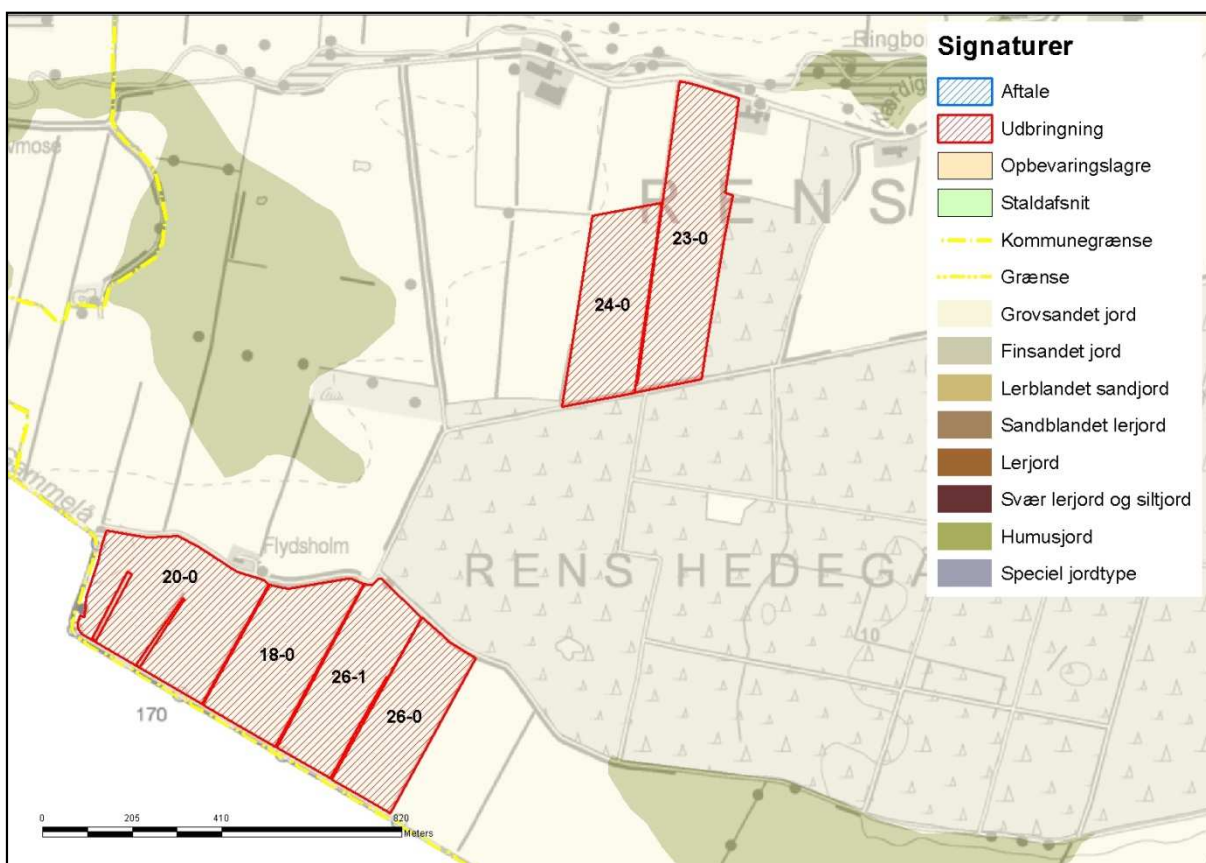 Signaturer
Aftale
Udbringning
Opbevaringslagre
Staldafsnit
Kommunegrænse
Grænse
Grovsandet jord
Finsandet jord
Lerblandet sandjord
Sandblandet lerjord
Lerjord
Svær lerjord og siltjord
Humusjord
Speciel jordtype
RENS
23-0
24-0
Flydsholm
20-0
RENS HEDEGA
18-0
26-1
10
26-0
170
0 205 410 820
Meters